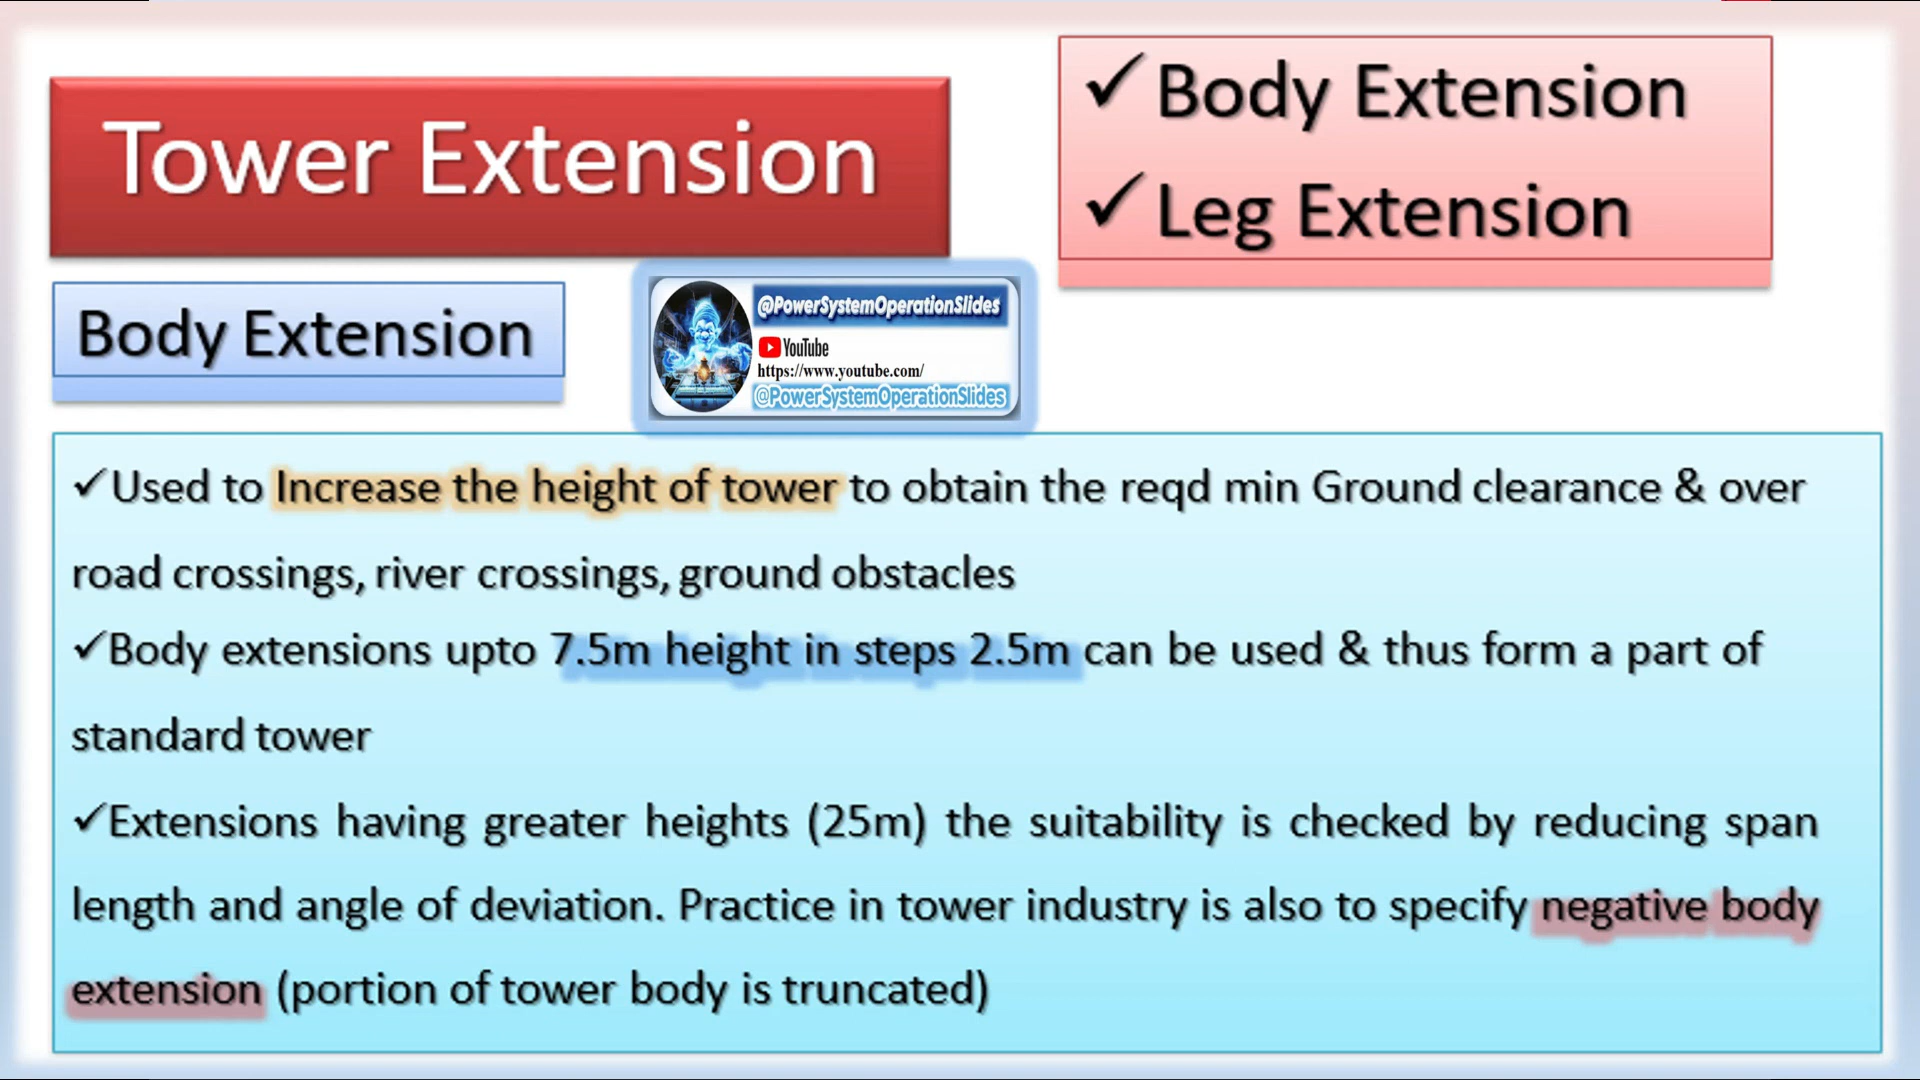 Tower Extension
✓Body Extension
✓Leg Extension
Body Extension
@PowerSystemOperationSlides
YouTube
https://www.youtube.com/
@PowerSystemOperationSlides
✓Used to Increase the height of tower to obtain the reqd min Ground clearance & over
road crossings, river crossings, ground obstacles
✓Body extensions upto 7.5m height in steps 2.5m can be used & thus form a part of
standard tower
✓Extensions having greater heights (25m) the suitability is checked by reducing span
length and angle of deviation. Practice in tower industry is also to specify negative body
extension (portion of tower body is truncated)